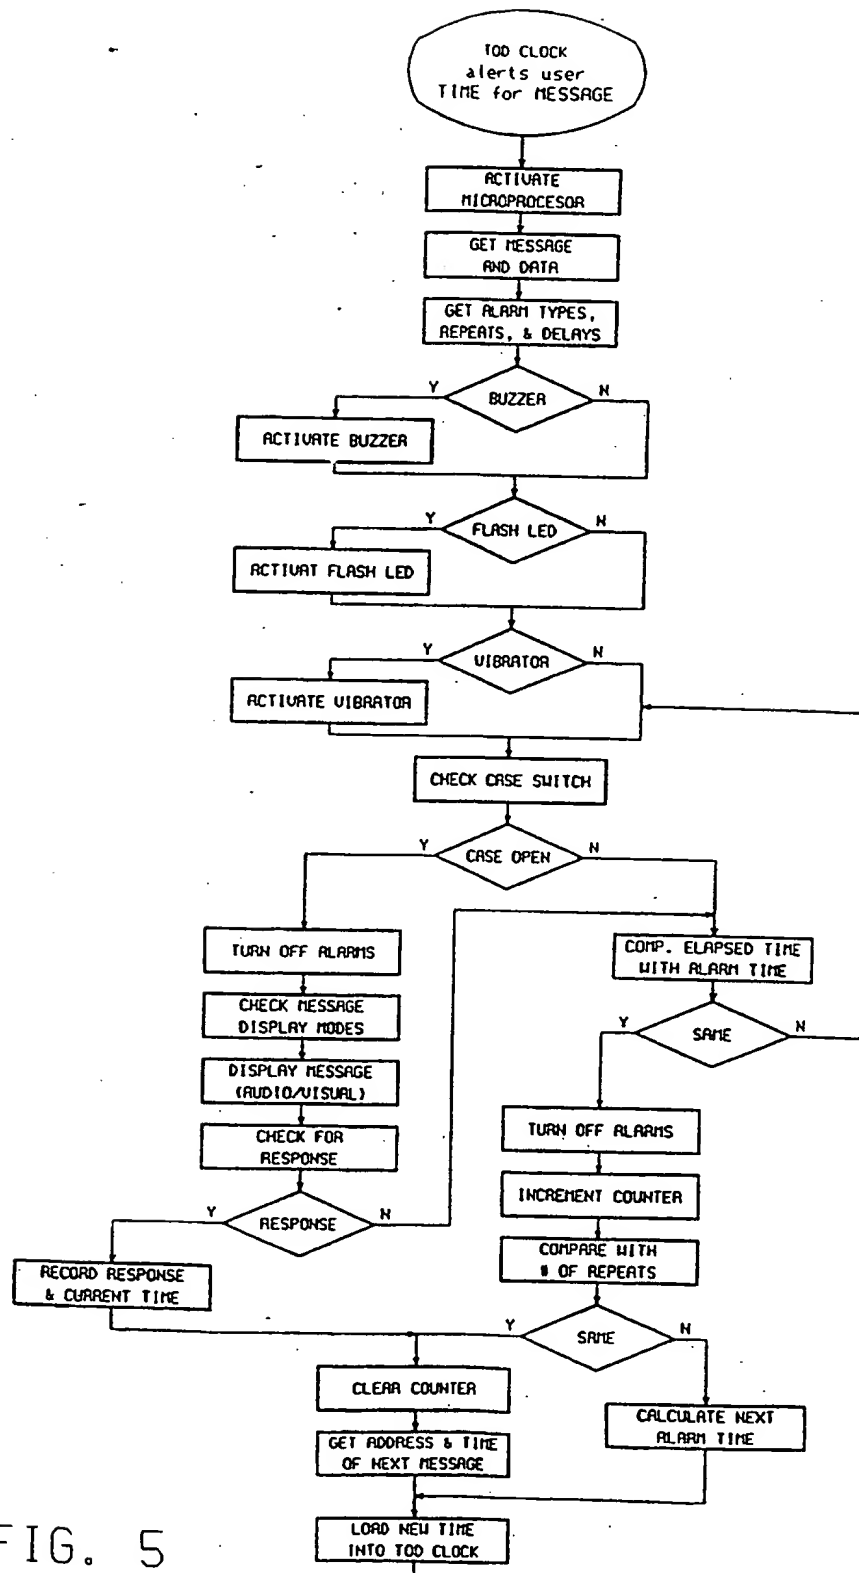 TOD CLOCK
alerts user
TIME for MESSAGE
ACTIVATE
MICROPROCESOR
GET MESSAGE
AND DATA
GET ALARM TYPES,
REPEATS, & DELAYS
Y
BUZZER
N
ACTIVATE BUZZER
Y
FLASH LED
N
ACTIVAT FLASH LED
Y
VIBRATOR
N
ACTIVATE VIBRATOR
CHECK CASE SWITCH
Y
CASE OPEN
N
TURN OFF ALARMS
COMP. ELAPSED TIME
WITH ALARM TIME
CHECK MESSAGE
DISPLAY MODES
Y
SAME
N
DISPLAY MESSAGE
(AUDIO/VISUAL)
CHECK FOR
RESPONSE
TURN OFF ALARMS
INCREMENT COUNTER
Y
RESPONSE
N
COMPARE WITH
# OF REPEATS
RECORD RESPONSE
& CURRENT TIME
Y
SAME
N
CLEAR COUNTER
CALCULATE NEXT
ALARM TIME
GET ADDRESS & TIME
OF NEXT MESSAGE
LOAD NEW TIME
INTO TOD CLOCK
FIG. 5